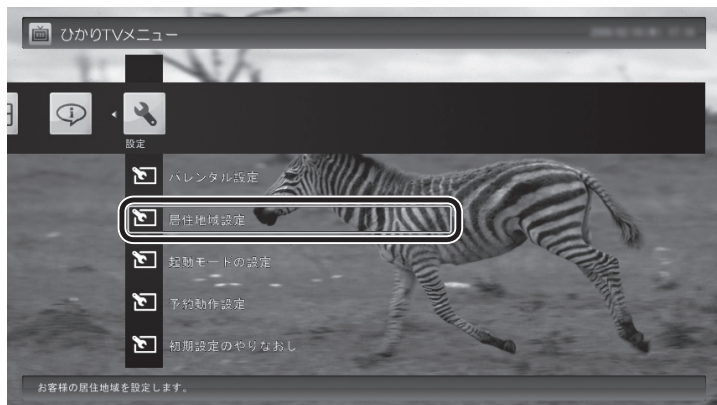 ひかりTVメニュー
設定
パレンタル設定
居住地域設定
起動モードの設定
予約動作設定
初期設定のやりなおし
お客様の居住地域を設定します。